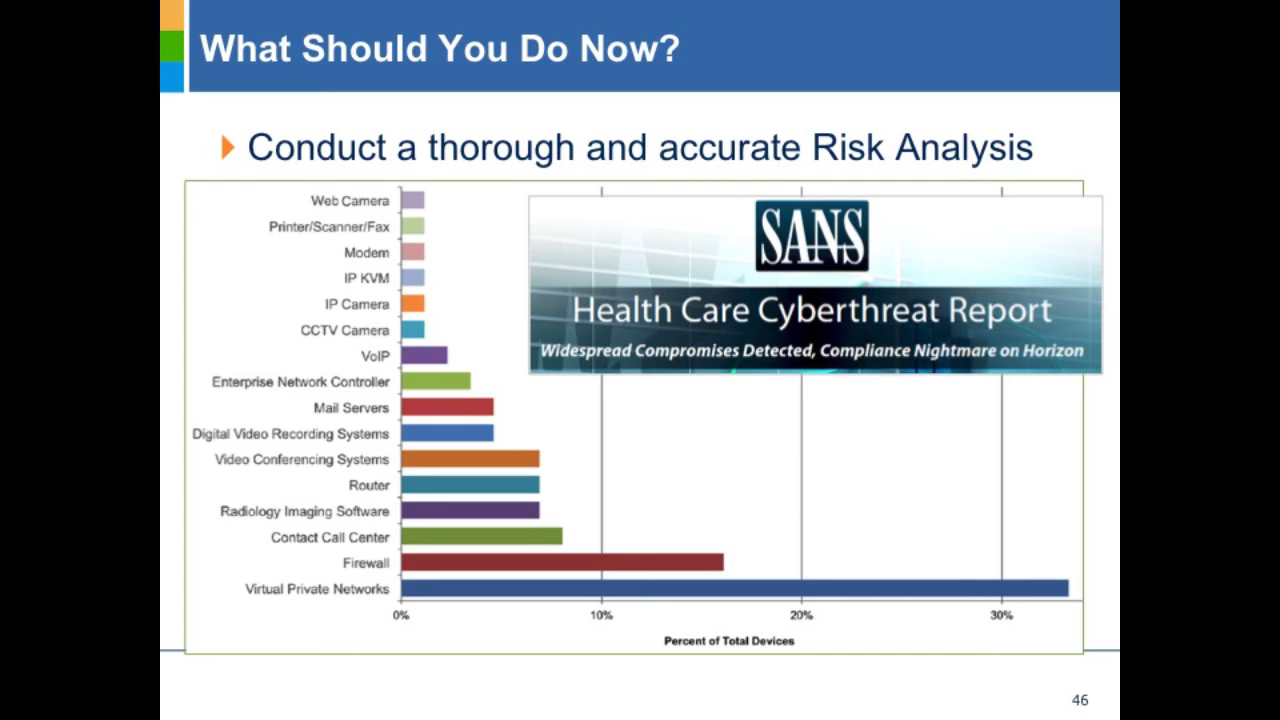 What Should You Do Now?
Conduct a thorough and accurate Risk Analysis
SANS
Health Care Cyberthreat Report
Widespread Compromises Detected, Compliance Nightmare on Horizon
Web Camera
Printer/Scanner/Fax
Modem
IP KVM
IP Camera
CCTV Camera
VoIP
Enterprise Network Controller
Mail Servers
Digital Video Recording Systems
Video Conferencing Systems
Router
Radiology Imaging Software
Contact Call Center
Firewall
Virtual Private Networks
0% 10% 20% 30%
Percent of Total Devices
46